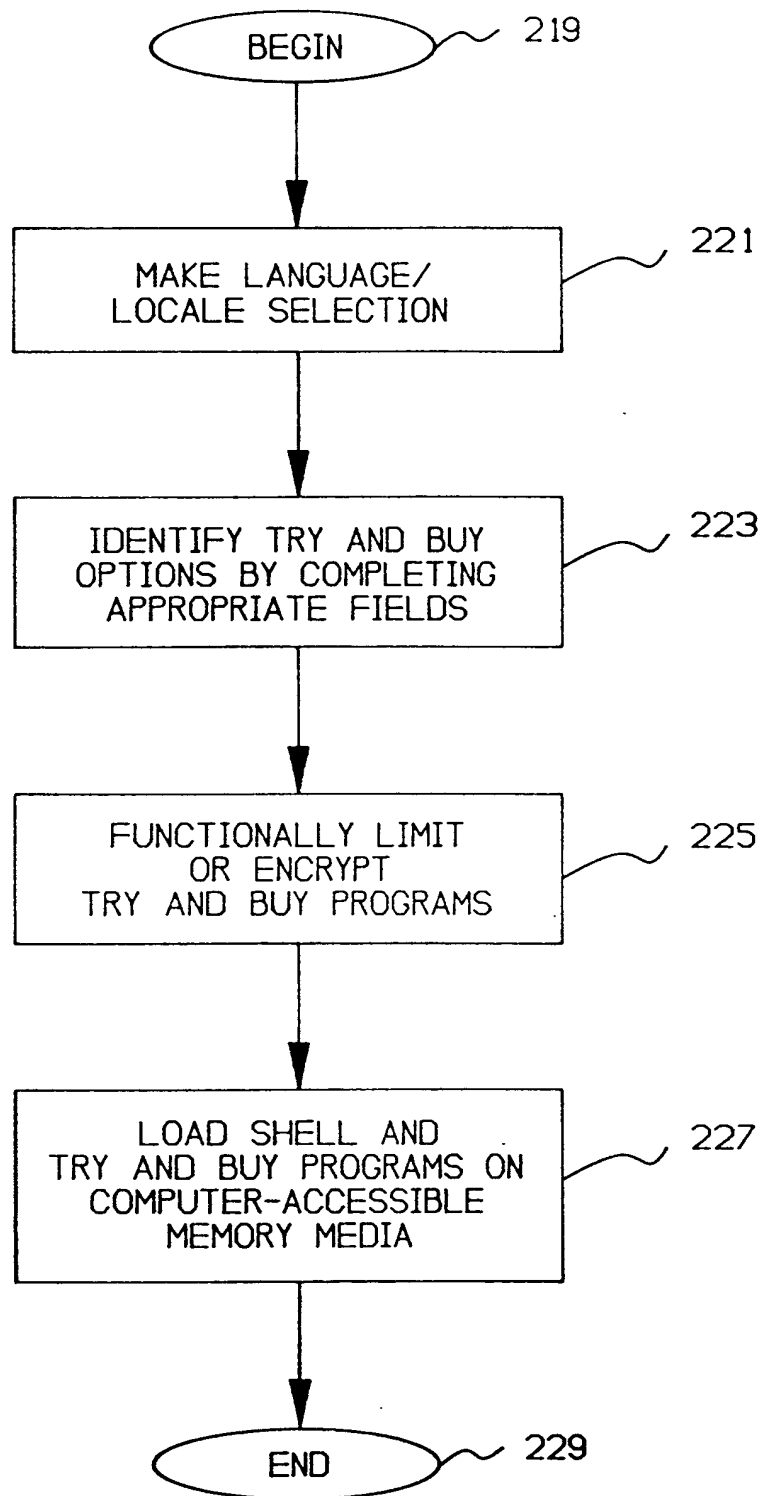 BEGIN
219
MAKE LANGUAGE/
LOCALE SELECTION
221
IDENTIFY TRY AND BUY
OPTIONS BY COMPLETING
APPROPRIATE FIELDS
223
FUNCTIONALLY LIMIT
OR ENCRYPT
TRY AND BUY PROGRAMS
225
LOAD SHELL AND
TRY AND BUY PROGRAMS ON
COMPUTER-ACCESSIBLE
MEMORY MEDIA
227
END
229